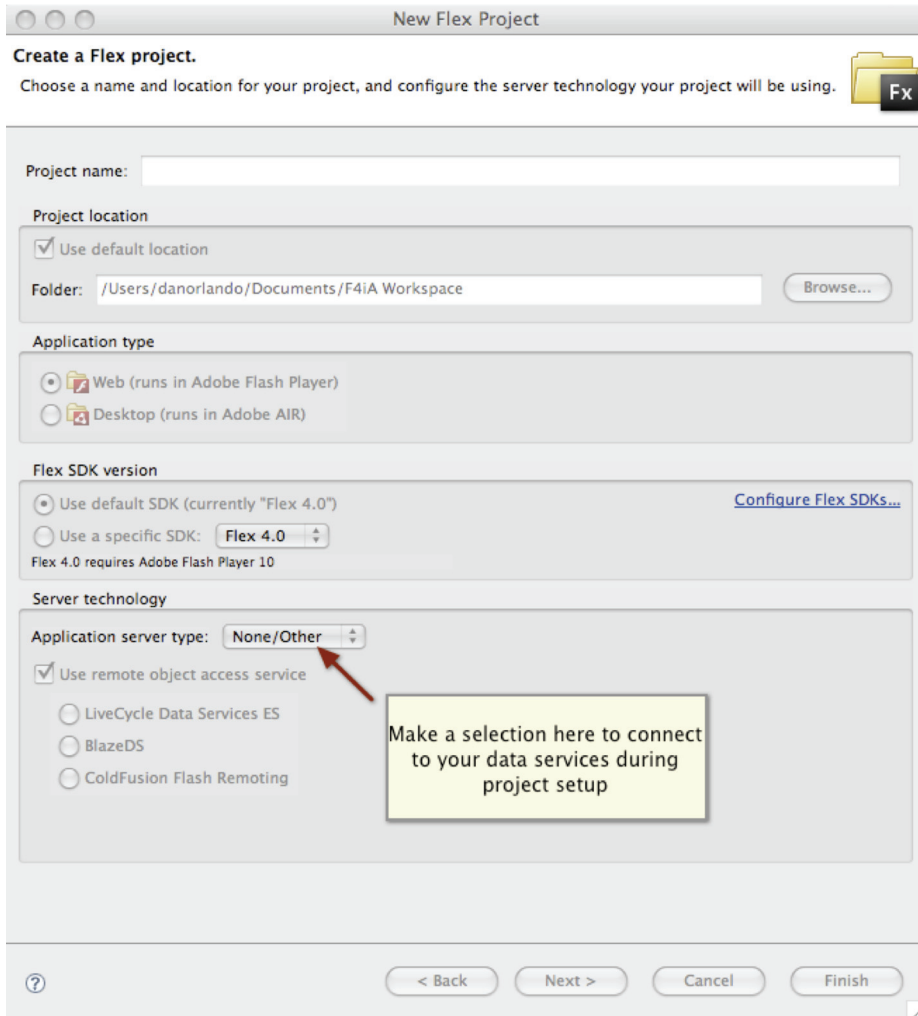 New Flex Project
Create a Flex project.
Choose a name and location for your project, and configure the server technology your project will be using.
Fx
Project name:
Project location
Use default location
Folder: /Users/danorlando/Documents/F4iA Workspace Browse...
Application type
Web (runs in Adobe Flash Player)
Desktop (runs in Adobe AIR)
Flex SDK version
Use default SDK (currently "Flex 4.0") Configure Flex SDKs...
Use a specific SDK: Flex 4.0
Flex 4.0 requires Adobe Flash Player 10
Server technology
Application server type: None/Other
Use remote object access service
LiveCycle Data Services ES
BlazeDS
ColdFusion Flash Remoting
Make a selection here to connect
to your data services during
project setup
? < Back Next > Cancel Finish